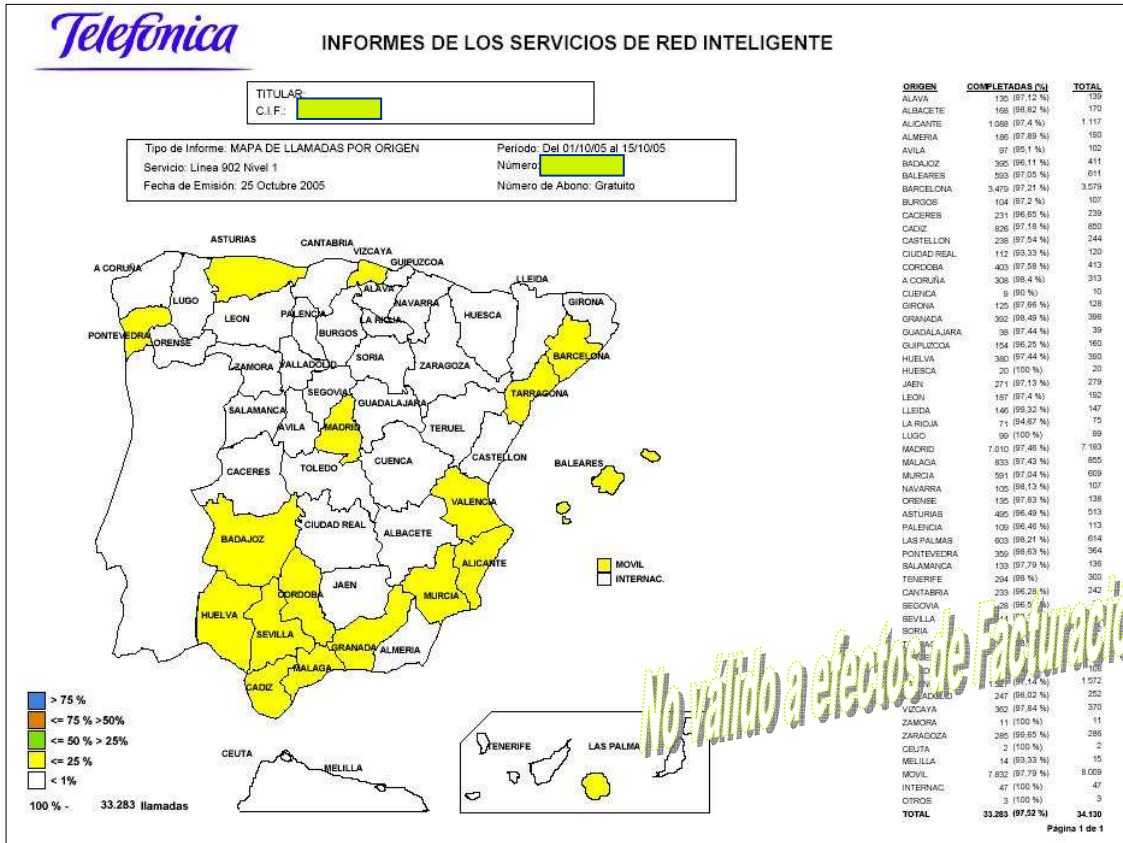 Telefónica
INFORMES DE LOS SERVICIOS DE RED INTELIGENTE
TITULAR:
C.I.F.:
Tipo de Informe: MAPA DE LLAMADAS POR ORIGEN
Periodo: Del 01/10/05 al 15/10/05
Servicio: Línea 902 Nivel 1
Número:
Fecha de Emisión: 25 Octubre 2005
Número de Abono: Gratuito
ASTURIAS
CANTABRIA
VIZCAYA
GUIPUZCOA
A CORUÑA
LLEIDA
ALAVA
NAVARRA
LUGO
GIRONA
LEON
PALENCIA
LA RIOJA
HUESCA
PONTEVEDRA
BURGOS
ORENSE
SORIA
BARCELONA
ZAMORA
VALLADOLID
ZARAGOZA
SEGOVIA
TARRAGONA
SALAMANCA
GUADALAJARA
AVILA
MADRID
TERUEL
CASTELLON
CACERES
TOLEDO
CUENCA
BALEARES
VALENCIA
CIUDAD REAL
ALBACETE
BADAJOZ
ALICANTE
JAEN
CORDOBA
MURCIA
HUELVA
SEVILLA
GRANADA
ALMERIA
MALAGA
CADIZ
MOVIL
INTERNAC.
CEUTA
MELILLA
TENERIFE
LAS PALMA
> 75 %
<= 75 % >50%
<= 50 % > 25%
<= 25 %
< 1%
100 % - 33.283 llamadas
ORIGEN COMPLETADAS (%) TOTAL
ALAVA 135 (97,12 %) 139
ALBACETE 168 (98,82 %) 170
ALICANTE 1.088 (97,4 %) 1.117
ALMERIA 186 (97,89 %) 190
AVILA 97 (95,1 %) 102
BADAJOZ 395 (96,11 %) 411
BALEARES 593 (97,05 %) 611
BARCELONA 3.479 (97,21 %) 3.579
BURGOS 104 (97,2 %) 107
CACERES 231 (96,65 %) 239
CADIZ 826 (97,18 %) 850
CASTELLON 238 (97,54 %) 244
CIUDAD REAL 112 (93,33 %) 120
CORDOBA 403 (97,58 %) 413
A CORUÑA 308 (98,4 %) 313
CUENCA 9 (90 %) 10
GIRONA 125 (97,66 %) 128
GRANADA 392 (98,49 %) 398
GUADALAJARA 38 (97,44 %) 39
GUIPUZCOA 154 (96,25 %) 160
HUELVA 380 (97,44 %) 390
HUESCA 20 (100 %) 20
JAEN 271 (97,13 %) 279
LEON 187 (97,4 %) 192
LLEIDA 146 (99,32 %) 147
LA RIOJA 71 (94,67 %) 75
LUGO 99 (100 %) 99
MADRID 7.010 (97,46 %) 7.193
MALAGA 833 (97,43 %) 855
MURCIA 591 (97,04 %) 609
NAVARRA 105 (98,13 %) 107
ORENSE 135 (97,83 %) 138
ASTURIAS 495 (96,49 %) 513
PALENCIA 109 (96,46 %) 113
LAS PALMAS 603 (98,21 %) 614
PONTEVEDRA 359 (98,63 %) 364
SALAMANCA 133 (97,79 %) 136
TENERIFE 294 (98 %) 300
CANTABRIA 233 (96,28 %) 242
SEGOVIA 28
SEVILLA
SORIA
1.572
247 (98,02 %) 252
VIZCAYA 362 (97,84 %) 370
ZAMORA 11 (100 %) 11
ZARAGOZA 285 (99,65 %) 286
CEUTA 2 (100 %) 2
MELILLA 14 (93,33 %) 15
MOVIL 7.832 (97,79 %) 8.009
INTERNAC. 47 (100 %) 47
OTROS 3 (100 %) 3
TOTAL 33.283 (97,52 %) 34.130
No válido a efectos de Facturació
Página 1 de 1